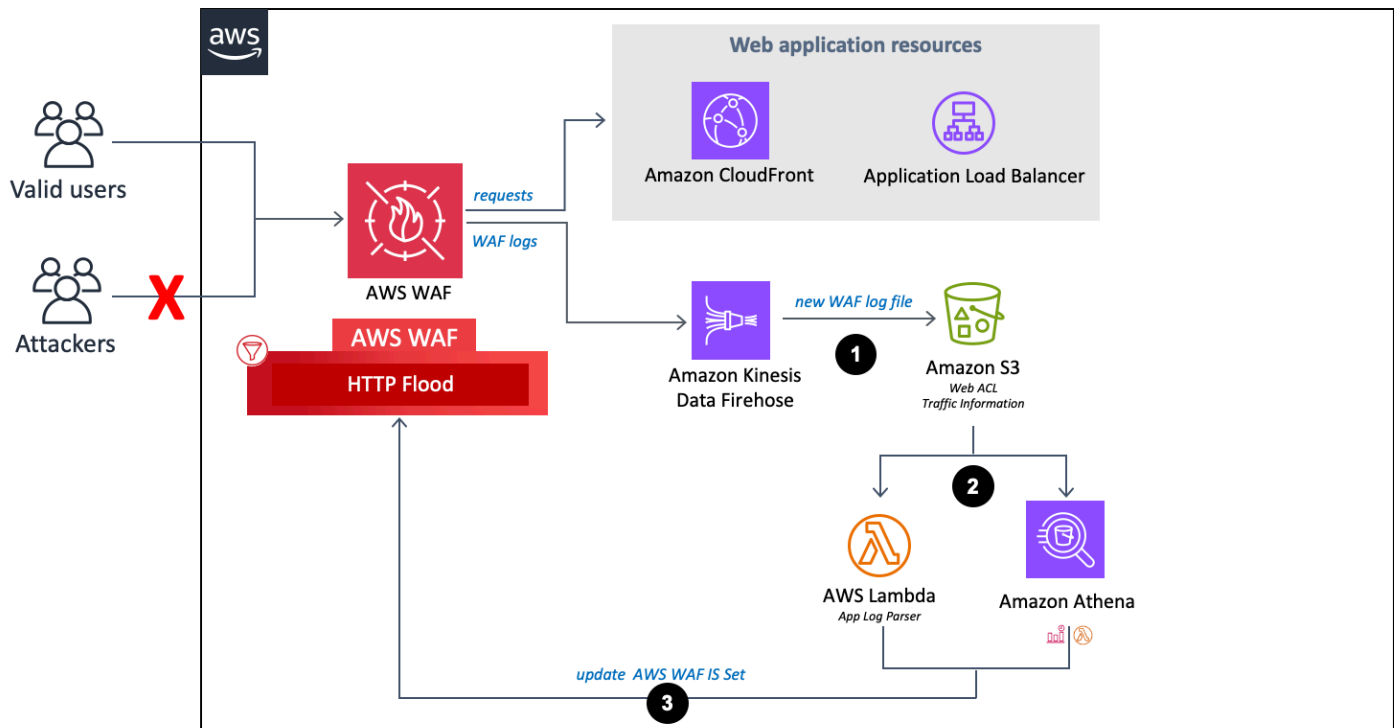 aws
Web application resources
Valid users
Amazon CloudFront
Application Load Balancer
requests
WAF logs
AWS WAF
Attackers
new WAF log file
1
AWS WAF
HTTP Flood
Amazon Kinesis
Data Firehose
Amazon S3
Web ACL
Traffic Information
2
AWS Lambda
App Log Parser
Amazon Athena
update AWS WAF IS Set
3